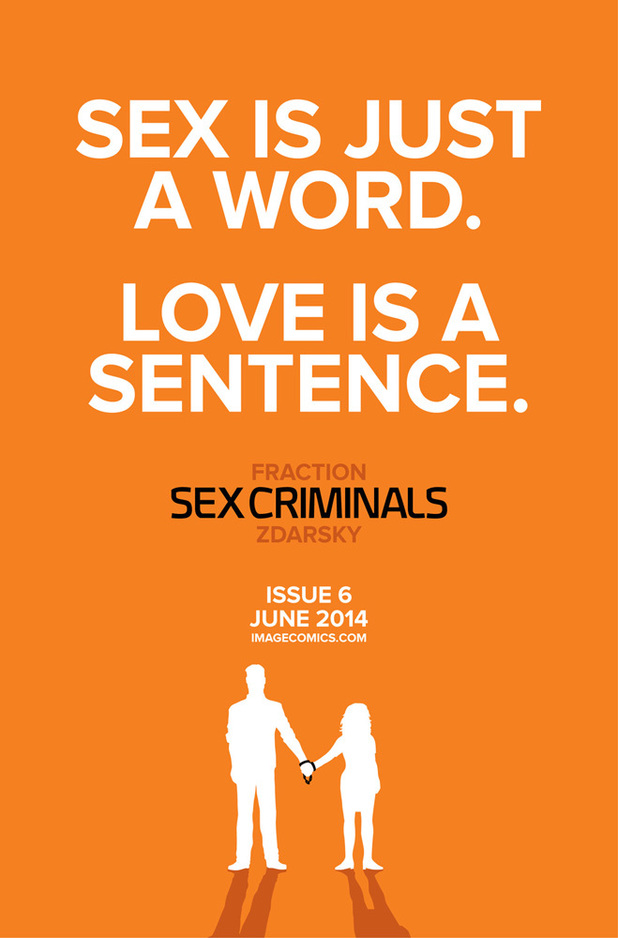 SEX IS JUST
A WORD.
LOVE IS A
SENTENCE.
FRACTION
SEX CRIMINALS
ZDARSKY
ISSUE 6
JUNE 2014
IMAGECOMICS.COM